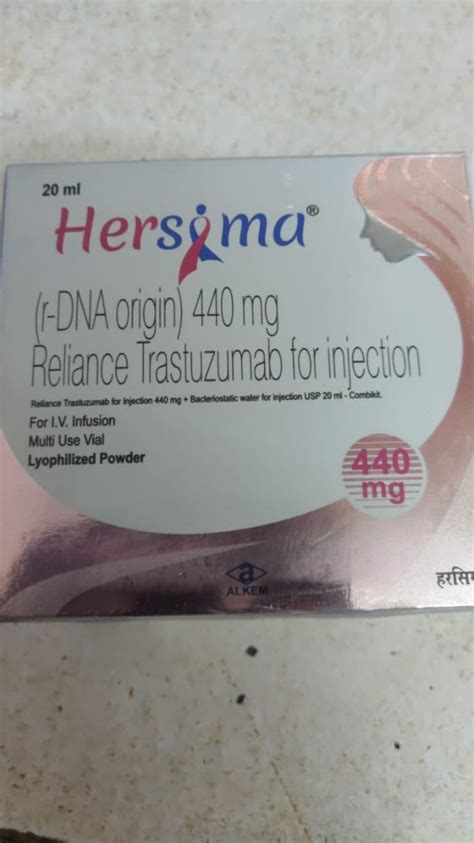 20 ml
Hersima®
(r-DNA origin) 440 mg
Reliance Trastuzumab for injection
Reliance Trastuzumab for Injection 440 mg + Bacteriostatic water for injection USP 20 ml - Combikit.
For I.V. Infusion
Multi Use Vial
Lyophilized Powder
440
mg
a
ALKEM